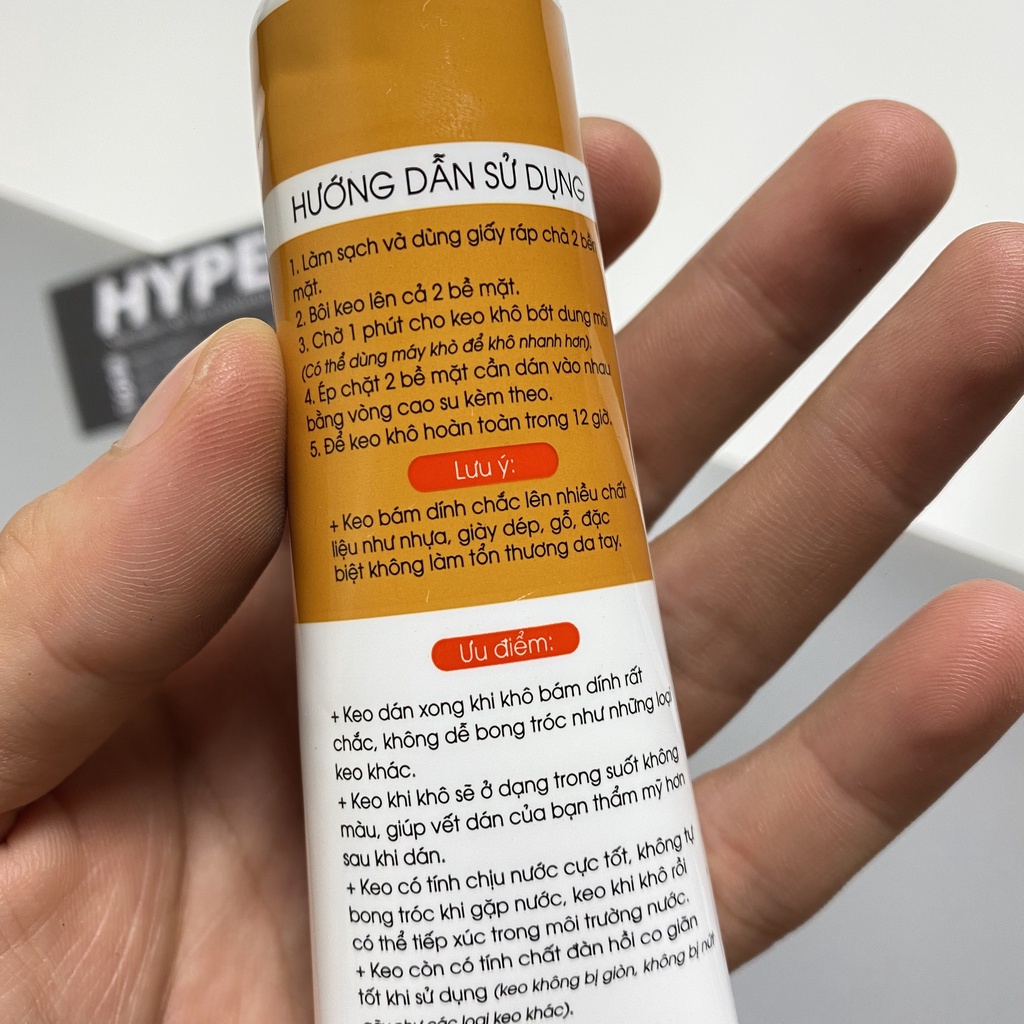 HYPE
HƯỚNG DẪN SỬ DỤNG
1. Làm sạch và dùng giấy ráp chà 2 bên
mặt.
2. Bôi keo lên cả 2 bề mặt.
3. Chờ 1 phút cho keo khô bớt dung môi
(Có thể dùng máy khò để khô nhanh hơn).
4. Ép chặt 2 bề mặt cần dán vào nhau
bằng vòng cao su kèm theo.
5. Để keo khô hoàn toàn trong 12 giờ.
Lưu ý:
+ Keo bám dính chắc lên nhiều chất
liệu như nhựa, giày dép, gỗ, đặc
biệt không làm tổn thương da tay.
Ưu điểm:
+ Keo dán xong khi khô bám dính rất
chắc, không dễ bong tróc như những loại
keo khác.
+ Keo khi khô sẽ ở dạng trong suốt không
màu, giúp vết dán của bạn thẩm mỹ hơn
sau khi dán.
+ Keo có tính chịu nước cực tốt, không tự
bong tróc khi gặp nước, keo khi khô rồi
có thể tiếp xúc trong môi trường nước.
+ Keo còn có tính chất đàn hồi co giãn
tốt khi sử dụng (keo không bị giòn, không bị nứt
như các loại keo khác).